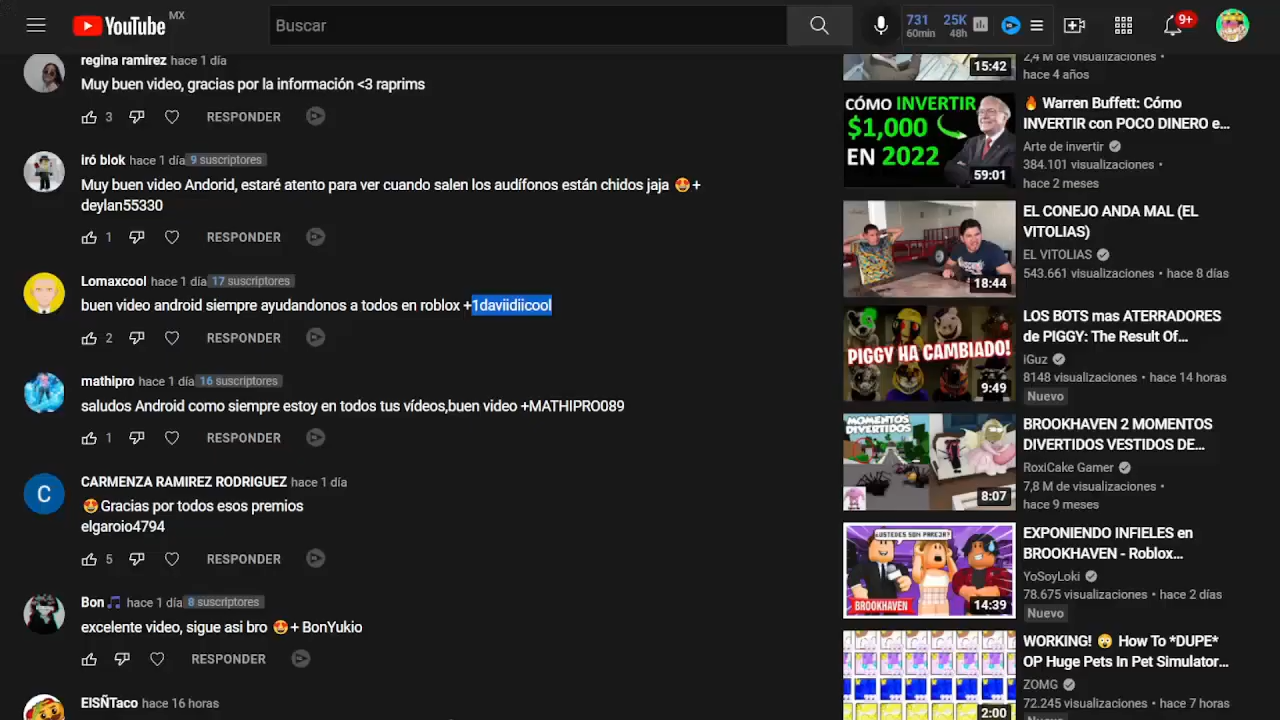 YouTube MX
Buscar
731
60min
25K
48h
9+
regina ramirez hace 1 día
Muy buen video, gracias por la información <3 raprims
3 RESPONDER
iró blok hace 1 día 9 suscriptores
Muy buen video Andorid, estaré atento para ver cuando salen los audífonos están chidos jaja 🤩+
deylan55330
1 RESPONDER
Lomaxcool hace 1 día 17 suscriptores
buen video android siempre ayudandonos a todos en roblox +1daviidiicool
2 RESPONDER
mathipro hace 1 día 16 suscriptores
saludos Android como siempre estoy en todos tus vídeos,buen video +MATHIPRO089
1 RESPONDER
C
CARMENZA RAMIREZ RODRIGUEZ hace 1 día
🤩Gracias por todos esos premios
elgaroio4794
5 RESPONDER
Bon🎵 hace 1 día 8 suscriptores
excelente video, sigue asi bro 🤩+ BonYukio
RESPONDER
EISÑTaco hace 16 horas
15:42
2,4 M de visualizaciones •
hace 4 años
CÓMO INVERTIR
$1,000
EN 2022
59:01
🔥 Warren Buffett: Cómo
INVERTIR con POCO DINERO e...
Arte de invertir
384.101 visualizaciones •
hace 2 meses
18:44
EL CONEJO ANDA MAL (EL
VITOLIAS)
EL VITOLIAS
543.661 visualizaciones • hace 8 días
PIGGY HA CAMBIADO!
9:49
LOS BOTS mas ATERRADORES
de PIGGY: The Result Of...
iGuz
8148 visualizaciones • hace 14 horas
Nuevo
MOMENTOS
DIVERTIDOS
8:07
BROOKHAVEN 2 MOMENTOS
DIVERTIDOS VESTIDOS DE...
RoxiCake Gamer
7,8 M de visualizaciones •
hace 9 meses
¿USTEDES SON PAREJA?
BROOKHAVEN
14:39
EXPONIENDO INFIELES en
BROOKHAVEN - Roblox...
YoSoyLoki
78.675 visualizaciones • hace 2 días
Nuevo
2:00
WORKING! 😳 How To *DUPE*
OP Huge Pets In Pet Simulator...
ZOMG
72.245 visualizaciones • hace 7 horas
Nuevo